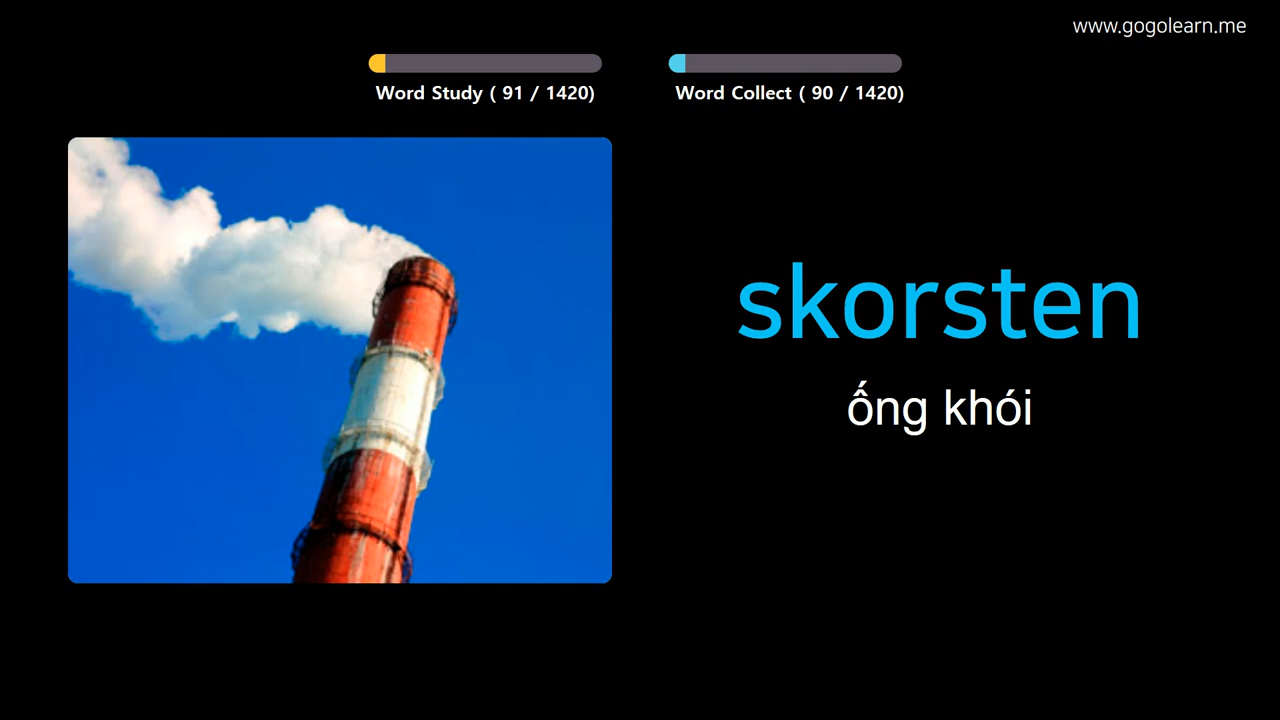 www.gogolearn.me
Word Study ( 91 / 1420)
Word Collect ( 90 / 1420)
skorsten
ống khói